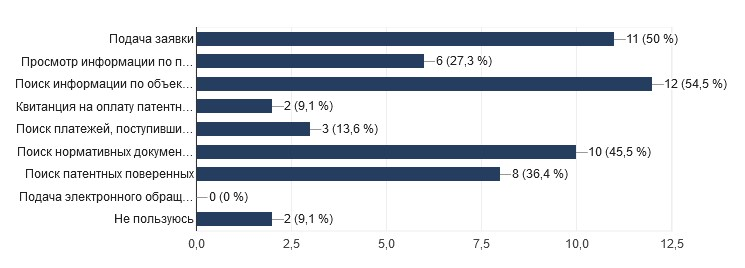 Подача заявки 11 (50 %)
Просмотр информации по п... 6 (27,3 %)
Поиск информации по объек... 12 (54,5 %)
Квитанция на оплату патентн... 2 (9,1 %)
Поиск платежей, поступивши... 3 (13,6 %)
Поиск нормативных докумен... 10 (45,5 %)
Поиск патентных поверенных 8 (36,4 %)
Подача электронного обращ... 0 (0 %)
Не пользуюсь 2 (9,1 %)
0,0 2,5 5,0 7,5 10,0 12,5